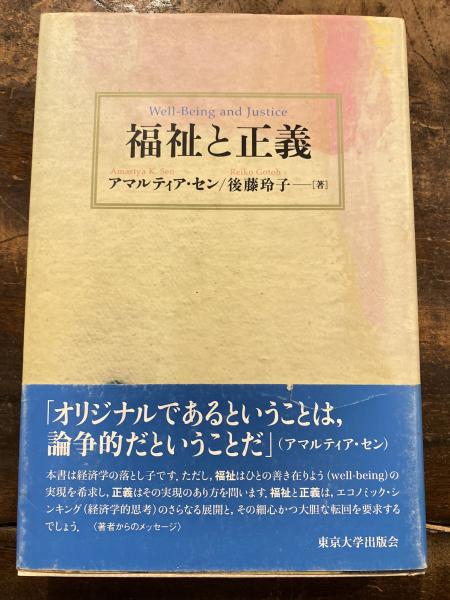 Well-Being and Justice
福祉と正義
Amartya K. Sen Reiko Gotoh
アマルティア・セン/後藤玲子──[著]
「オリジナルであるということは,
論争的だということだ」(アマルティア・セン)
本書は経済学の落とし子です.ただし,福祉はひとの善き在りよう(well-being)の
実現を希求し,正義はその実現のあり方を問います.福祉と正義は,エコノミック・シ
ンキング(経済学的思考)のさらなる展開と,その細心かつ大胆な転回を要求する
でしょう.〈著者からのメッセージ〉
東京大学出版会